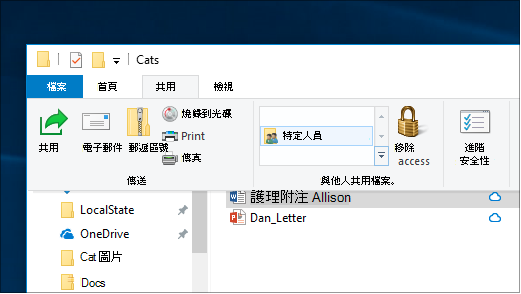 Cats
檔案 首頁 共用 檢視
共用
電子郵件
郵遞區號
燒錄到光碟
Print
傳真
傳送
特定人員
與他人共用檔案。
移除
access
進階
安全性
LocalState
OneDrive
Cat 圖片
Docs
護理附注 Allison
Dan_Letter